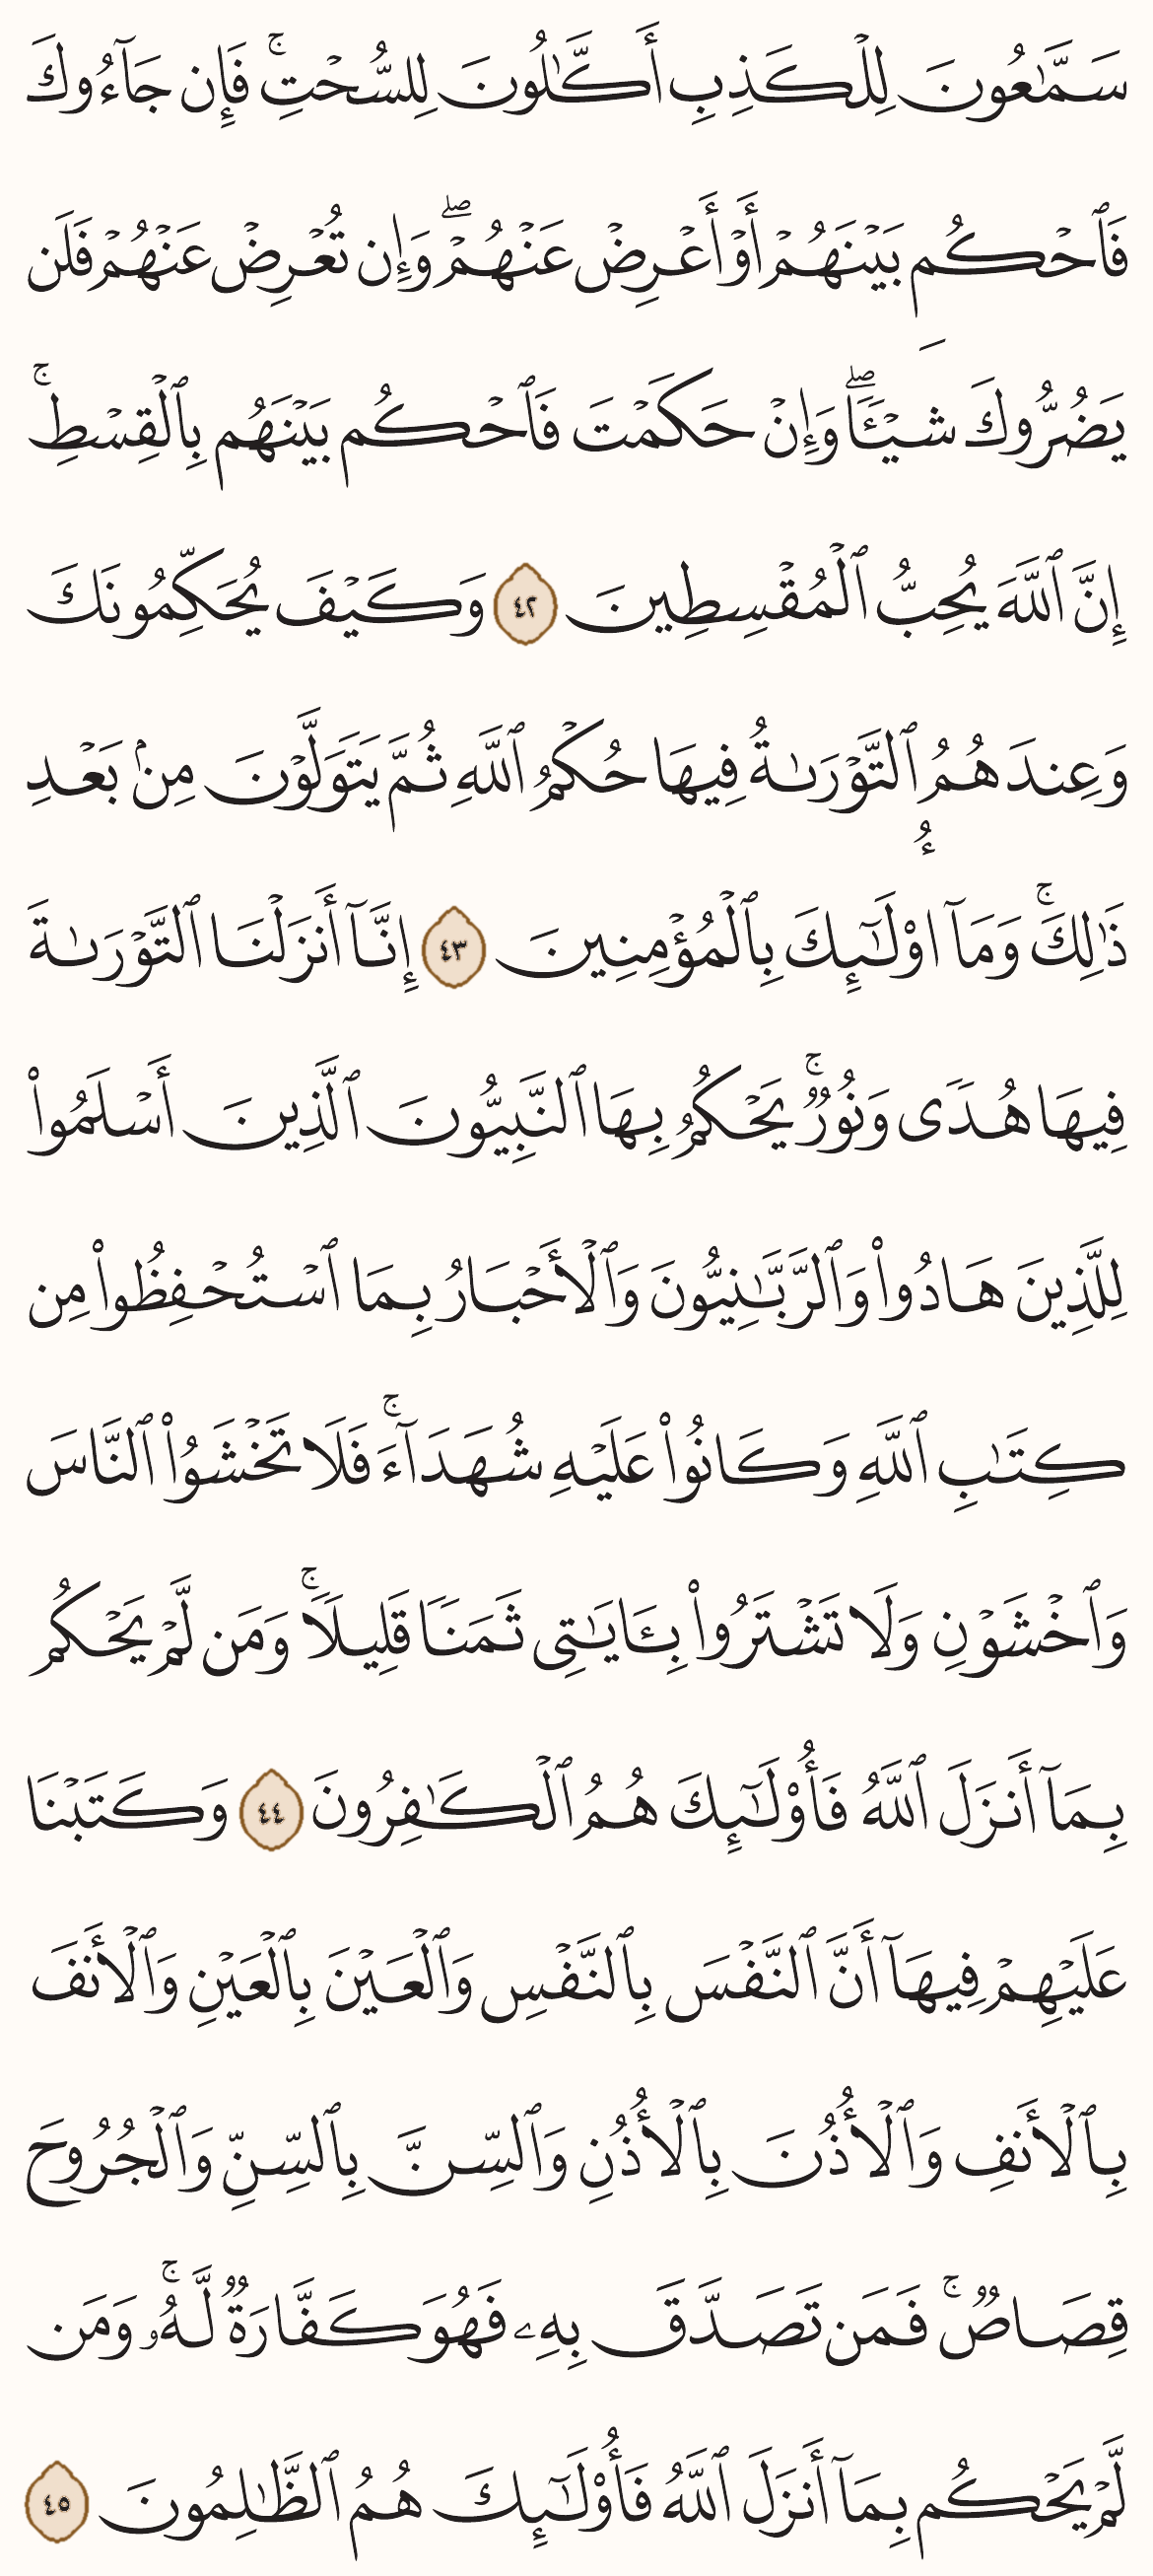 سَمَّٰعُونَ لِلۡكَذِبِ أَكَّٰلُونَ لِلسُّحۡتِۚ فَإِن جَآءُوكَ
فَٱحۡكُم بَيۡنَهُمۡ أَوۡ أَعۡرِضۡ عَنۡهُمۡۖ وَإِن تُعۡرِضۡ عَنۡهُمۡ فَلَن
يَضُرُّوكَ شَيۡـٔٗاۖ وَإِنۡ حَكَمۡتَ فَٱحۡكُم بَيۡنَهُم بِٱلۡقِسۡطِۚ
إِنَّ ٱللَّهَ يُحِبُّ ٱلۡمُقۡسِطِينَ ٤٢ وَكَيۡفَ يُحَكِّمُونَكَ
وَعِندَهُمُ ٱلتَّوۡرَىٰةُ فِيهَا حُكۡمُ ٱللَّهِ ثُمَّ يَتَوَلَّوۡنَ مِنۢ بَعۡدِ
ذَٰلِكَۚ وَمَآ أُوْلَٰٓئِكَ بِٱلۡمُؤۡمِنِينَ ٤٣ إِنَّآ أَنزَلۡنَا ٱلتَّوۡرَىٰةَ
فِيهَا هُدٗى وَنُورٞۚ يَحۡكُمُ بِهَا ٱلنَّبِيُّونَ ٱلَّذِينَ أَسۡلَمُواْ
لِلَّذِينَ هَادُواْ وَٱلرَّبَّٰنِيُّونَ وَٱلۡأَحۡبَارُ بِمَا ٱسۡتُحۡفِظُواْ مِن
كِتَٰبِ ٱللَّهِ وَكَانُواْ عَلَيۡهِ شُهَدَآءَۚ فَلَا تَخۡشَوُاْ ٱلنَّاسَ
وَٱخۡشَوۡنِ وَلَا تَشۡتَرُواْ بِـَٔايَٰتِي ثَمَنٗا قَلِيلٗاۚ وَمَن لَّمۡ يَحۡكُم
بِمَآ أَنزَلَ ٱللَّهُ فَأُوْلَٰٓئِكَ هُمُ ٱلۡكَٰفِرُونَ ٤٤ وَكَتَبۡنَا
عَلَيۡهِمۡ فِيهَآ أَنَّ ٱلنَّفۡسَ بِٱلنَّفۡسِ وَٱلۡعَيۡنَ بِٱلۡعَيۡنِ وَٱلۡأَنفَ
بِٱلۡأَنفِ وَٱلۡأُذُنَ بِٱلۡأُذُنِ وَٱلسِّنَّ بِٱلسِّنِّ وَٱلۡجُرُوحَ
قِصَاصٞۚ فَمَن تَصَدَّقَ بِهِۦ فَهُوَ كَفَّارَةٞ لَّهُۥۚ وَمَن
لَّمۡ يَحۡكُم بِمَآ أَنزَلَ ٱللَّهُ فَأُوْلَٰٓئِكَ هُمُ ٱلظَّٰلِمُونَ ٤٥